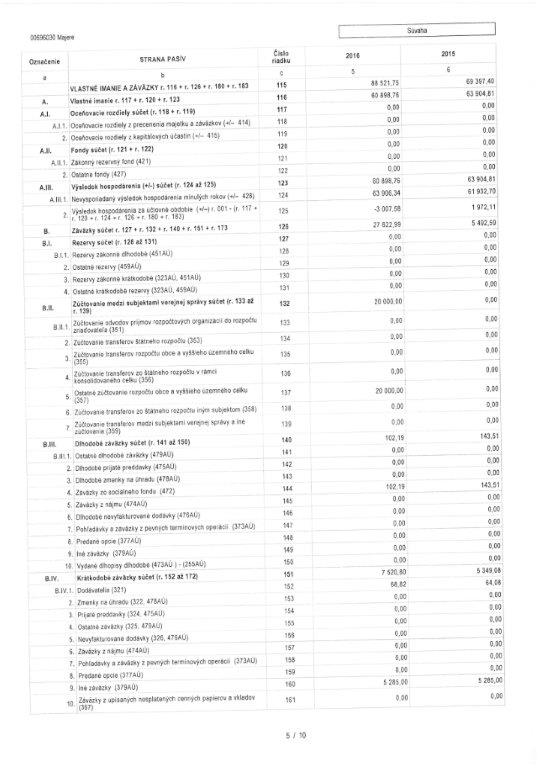 00696030 Majere
Súvaha
Označenie STRANA PASÍV Číslo riadku 2016 2015
a b c 5 6
VLASTNÉ IMANIE A ZÁVÄZKY r. 116 + r. 126 + r. 180 + r. 183 115 88 521,75 69 397,40
A. Vlastné imanie r. 117 + r. 120 + r. 123 116 60 898,76 63 904,81
A.I. Oceňovacie rozdiely súčet (r. 118 + r. 119) 117 0,00 0,00
A.I.1. Oceňovacie rozdiely z precenenia majetku a záväzkov (+/– 414) 118 0,00 0,00
2. Oceňovacie rozdiely z kapitálových účastín (+/– 415) 119 0,00 0,00
A.II. Fondy súčet (r. 121 + r. 122) 120 0,00 0,00
A.II.1. Zákonný rezervný fond (421) 121 0,00 0,00
2. Ostatné fondy (427) 122 0,00 0,00
A.III. Výsledok hospodárenia (+/–) súčet (r. 124 až 125) 123 60 898,76 63 904,81
A.III.1. Nevysporiadaný výsledok hospodárenia minulých rokov (+/– 428) 124 63 906,34 61 932,70
2. Výsledok hospodárenia za účtovné obdobie (+/–) r. 001 - (r. 117 +
r. 120 + r. 124 + r. 126 + r. 180 + r. 183) 125 -3 007,58 1 972,11
B. Záväzky súčet r. 127 + r. 132 + r. 140 + r. 151 + r. 173 126 27 622,99 5 492,59
B.I. Rezervy súčet (r. 128 až r. 131) 127 0,00 0,00
B.I.1. Rezervy zákonné dlhodobé (451AÚ) 128 0,00 0,00
2. Ostatné rezervy (459AÚ) 129 0,00 0,00
3. Rezervy zákonné krátkodobé (323AÚ, 451AÚ) 130 0,00 0,00
4. Ostatné krátkodobé rezervy (323AÚ, 459AÚ) 131 0,00 0,00
B.II. Zúčtovanie medzi subjektami verejnej správy súčet (r. 133 až
r. 139) 132 20 000,00 0,00
B.II.1. Zúčtovanie odvodov príjmov rozpočtových organizácií do rozpočtu
zriaďovateľa (351) 133 0,00 0,00
2. Zúčtovanie transferov štátneho rozpočtu (353) 134 0,00 0,00
3. Zúčtovanie transferov rozpočtu obce a vyššieho územného celku
(355) 135 0,00 0,00
4. Zúčtovanie transferov zo štátneho rozpočtu v rámci
konsolidovaného celku (356) 136 0,00 0,00
5. Ostatné zúčtovanie rozpočtu obce a vyššieho územného celku
(357) 137 20 000,00 0,00
6. Zúčtovanie transferov zo štátneho rozpočtu iným subjektom (358) 138 0,00 0,00
7. Zúčtovanie transferov medzi subjektami verejnej správy a iné
zúčtovania (359) 139 0,00 0,00
B.III. Dlhodobé záväzky súčet (r. 141 až 150) 140 102,19 143,51
B.III.1. Ostatné dlhodobé záväzky (479AÚ) 141 0,00 0,00
2. Dlhodobé prijaté preddavky (475AÚ) 142 0,00 0,00
3. Dlhodobé zmenky na úhradu (478AÚ) 143 0,00 0,00
4. Záväzky zo sociálneho fondu (472) 144 102,19 143,51
5. Záväzky z nájmu (474AÚ) 145 0,00 0,00
6. Dlhodobé nevyfakturované dodávky (476AÚ) 146 0,00 0,00
7. Pohľadávky a záväzky z pevných termínových operácií (373AÚ) 147 0,00 0,00
8. Predané opcie (377AÚ) 148 0,00 0,00
9. Iné záväzky (379AÚ) 149 0,00 0,00
10. Vydané dlhopisy dlhodobé (473AÚ ) - (255AÚ) 150 0,00 0,00
B.IV. Krátkodobé záväzky súčet (r. 152 až 172) 151 7 520,80 5 349,08
B.IV.1. Dodávatelia (321) 152 68,82 64,08
2. Zmenky na úhradu (322, 478AÚ) 153 0,00 0,00
3. Prijaté preddavky (324, 475AÚ) 154 0,00 0,00
4. Ostatné záväzky (325, 479AÚ) 155 0,00 0,00
5. Nevyfakturované dodávky (326, 476AÚ) 156 0,00 0,00
6. Záväzky z nájmu (474AÚ) 157 0,00 0,00
7. Pohľadávky a záväzky z pevných termínových operácií (373AÚ) 158 0,00 0,00
8. Predané opcie (377AÚ) 159 0,00 0,00
9. Iné záväzky (379AÚ) 160 5 285,00 5 285,00
10. Záväzky z upísaných nesplatených cenných papierov a vkladov
(367) 161 0,00 0,00
5 / 10